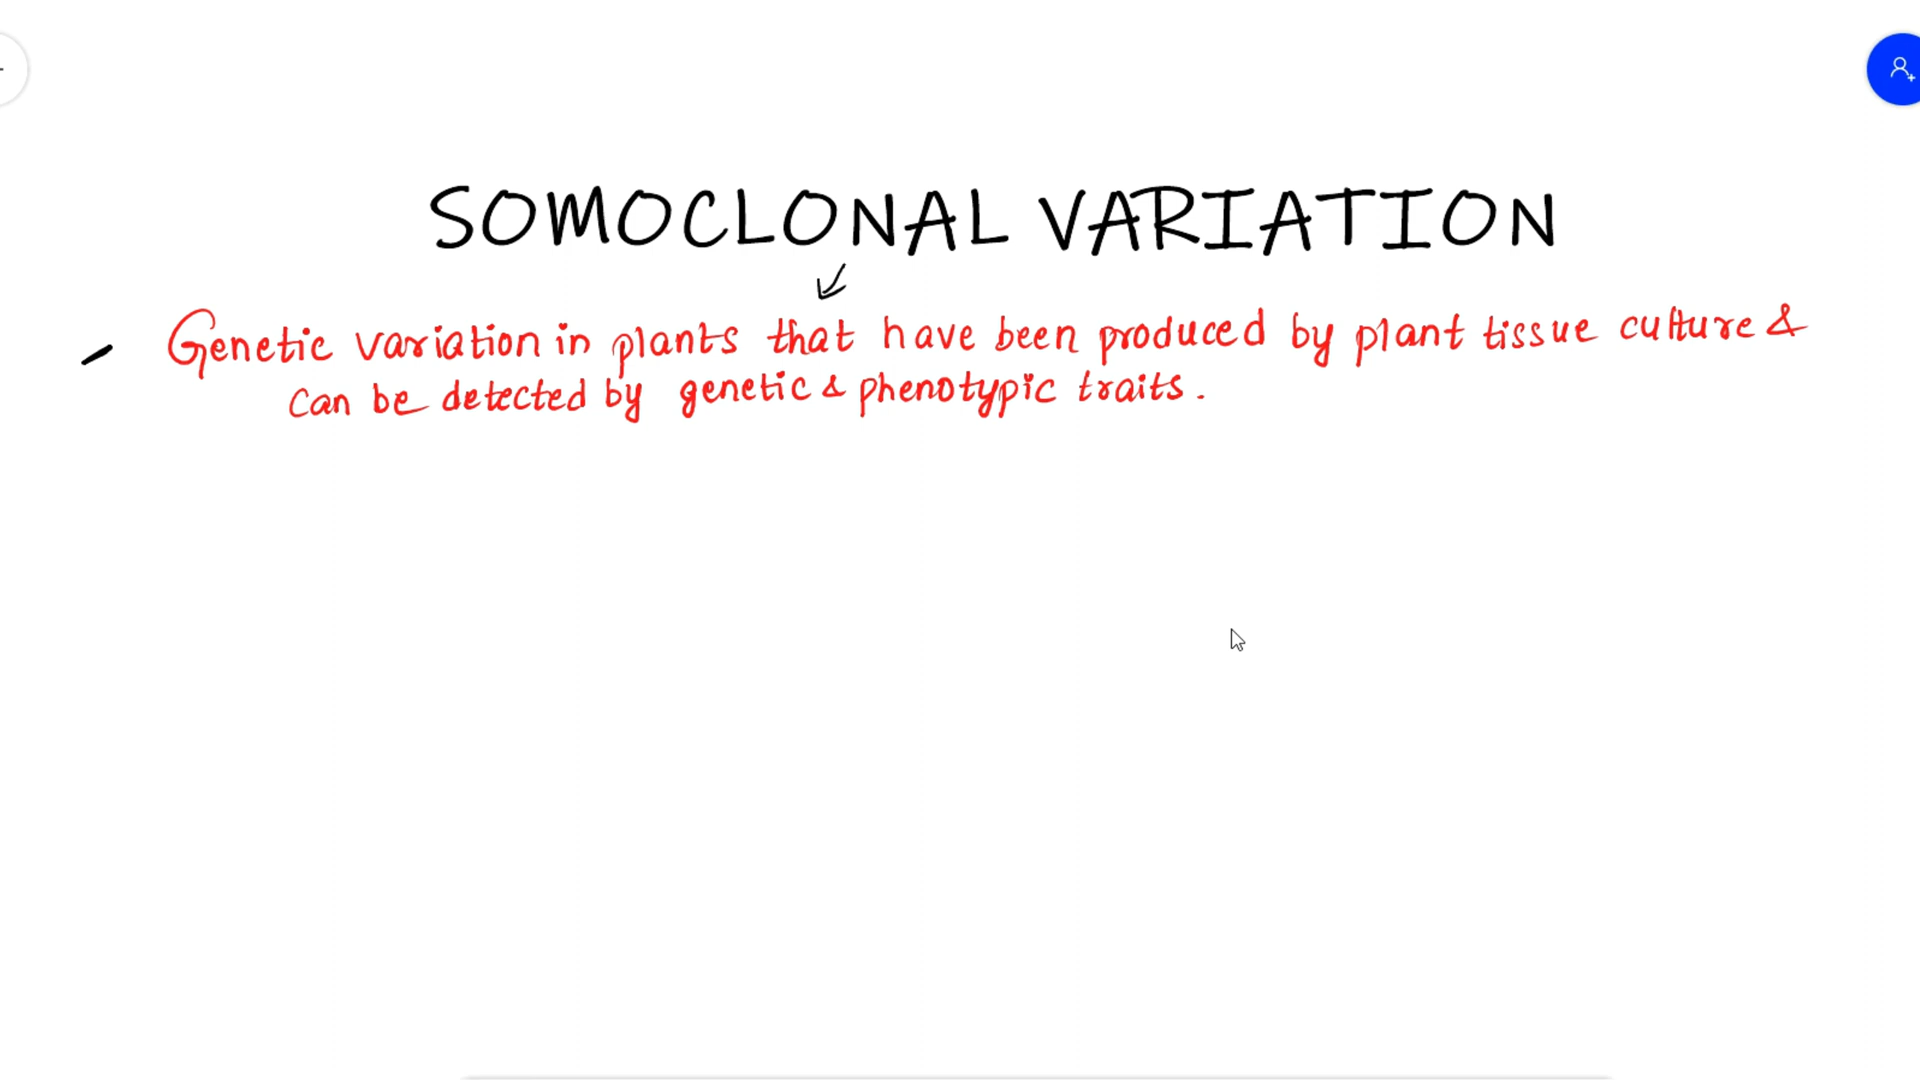 SOMOCLONAL VARIATION
Genetic variation in plants that have been produced by plant tissue culture &
can be detected by genetic & phenotypic traits.